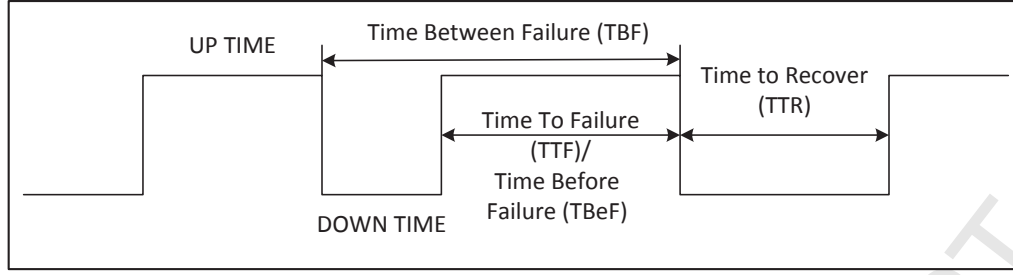 UP TIME
Time Between Failure (TBF)
Time to Recover
(TTR)
Time To Failure
(TTF)/
Time Before
Failure (TBeF)
DOWN TIME